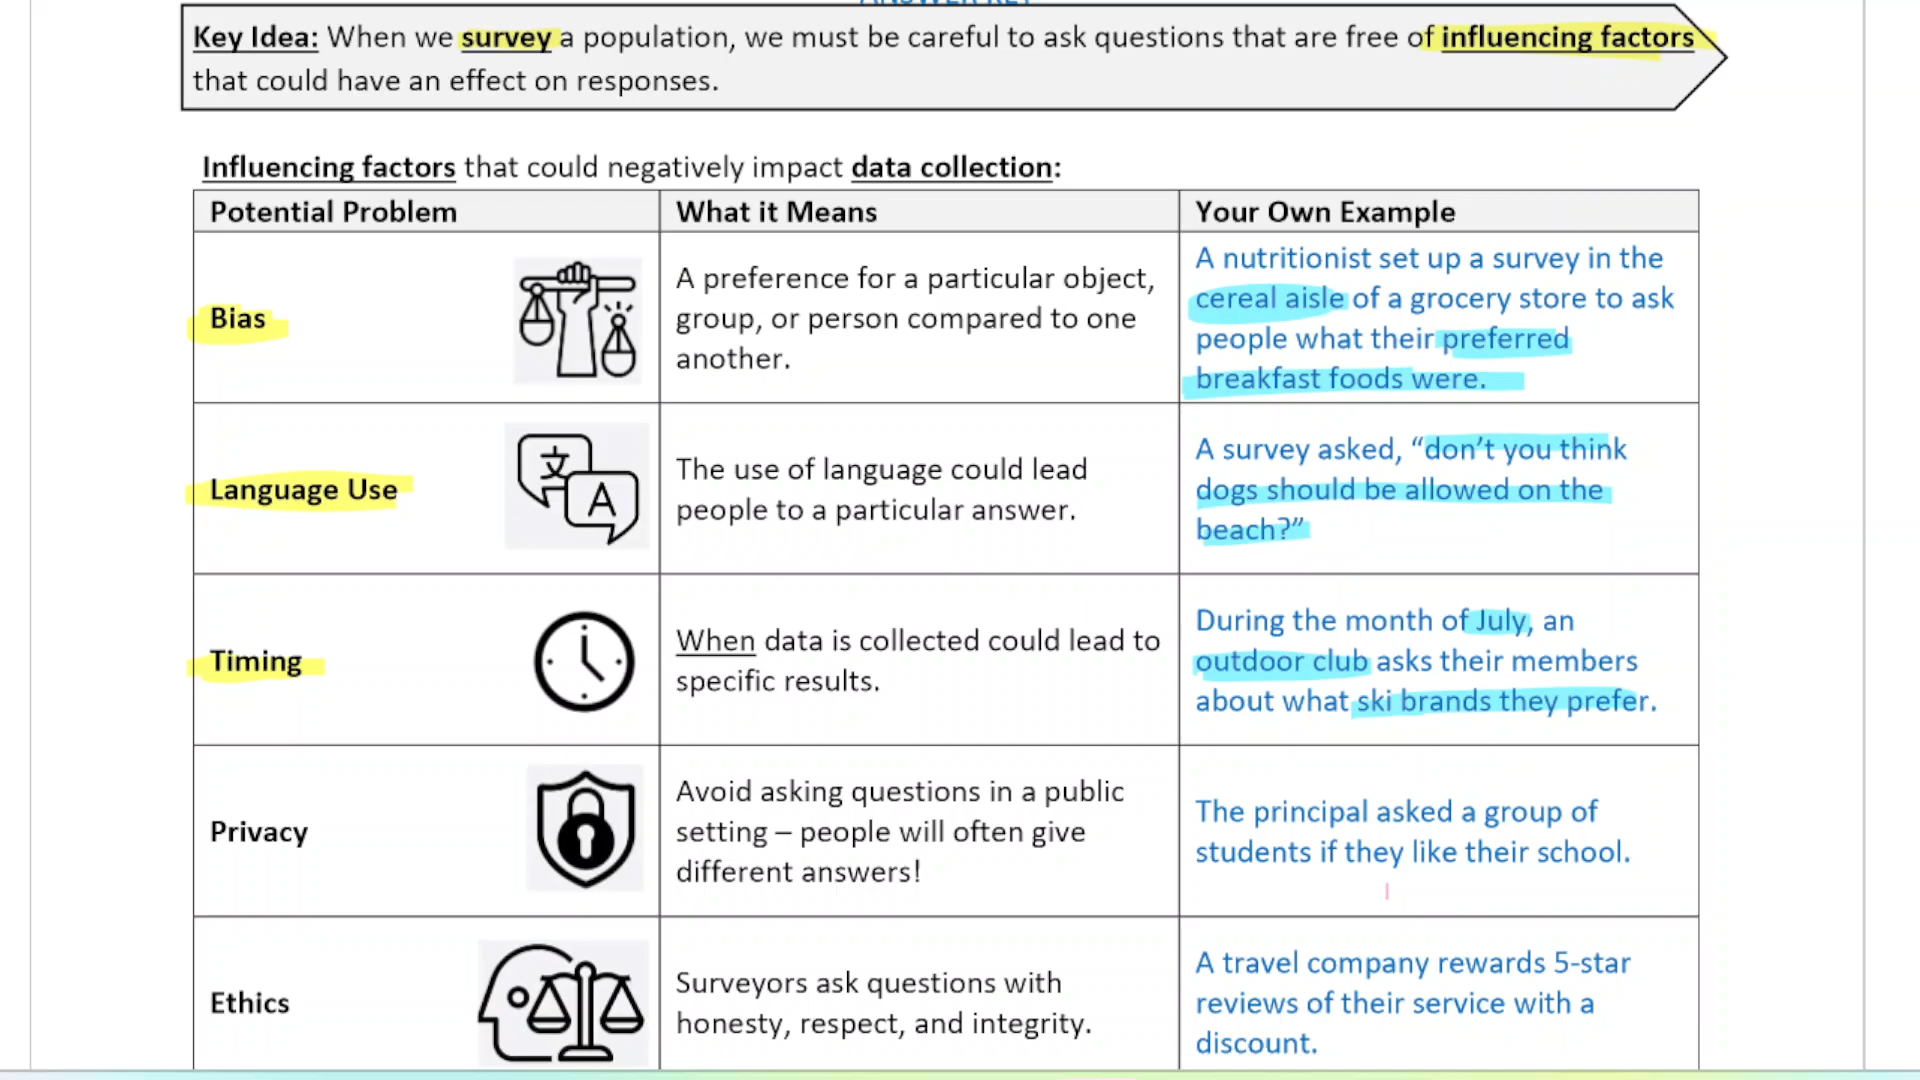 ANSWER KEY
Key Idea: When we survey a population, we must be careful to ask questions that are free of influencing factors
that could have an effect on responses.
Influencing factors that could negatively impact data collection:
Potential Problem
What it Means
Your Own Example
Bias
A preference for a particular object,
group, or person compared to one
another.
A nutritionist set up a survey in the
cereal aisle of a grocery store to ask
people what their preferred
breakfast foods were.
Language Use
文
A
The use of language could lead
people to a particular answer.
A survey asked, “don’t you think
dogs should be allowed on the
beach?”
Timing
When data is collected could lead to
specific results.
During the month of July, an
outdoor club asks their members
about what ski brands they prefer.
Privacy
Avoid asking questions in a public
setting – people will often give
different answers!
The principal asked a group of
students if they like their school.
Ethics
Surveyors ask questions with
honesty, respect, and integrity.
A travel company rewards 5-star
reviews of their service with a
discount.